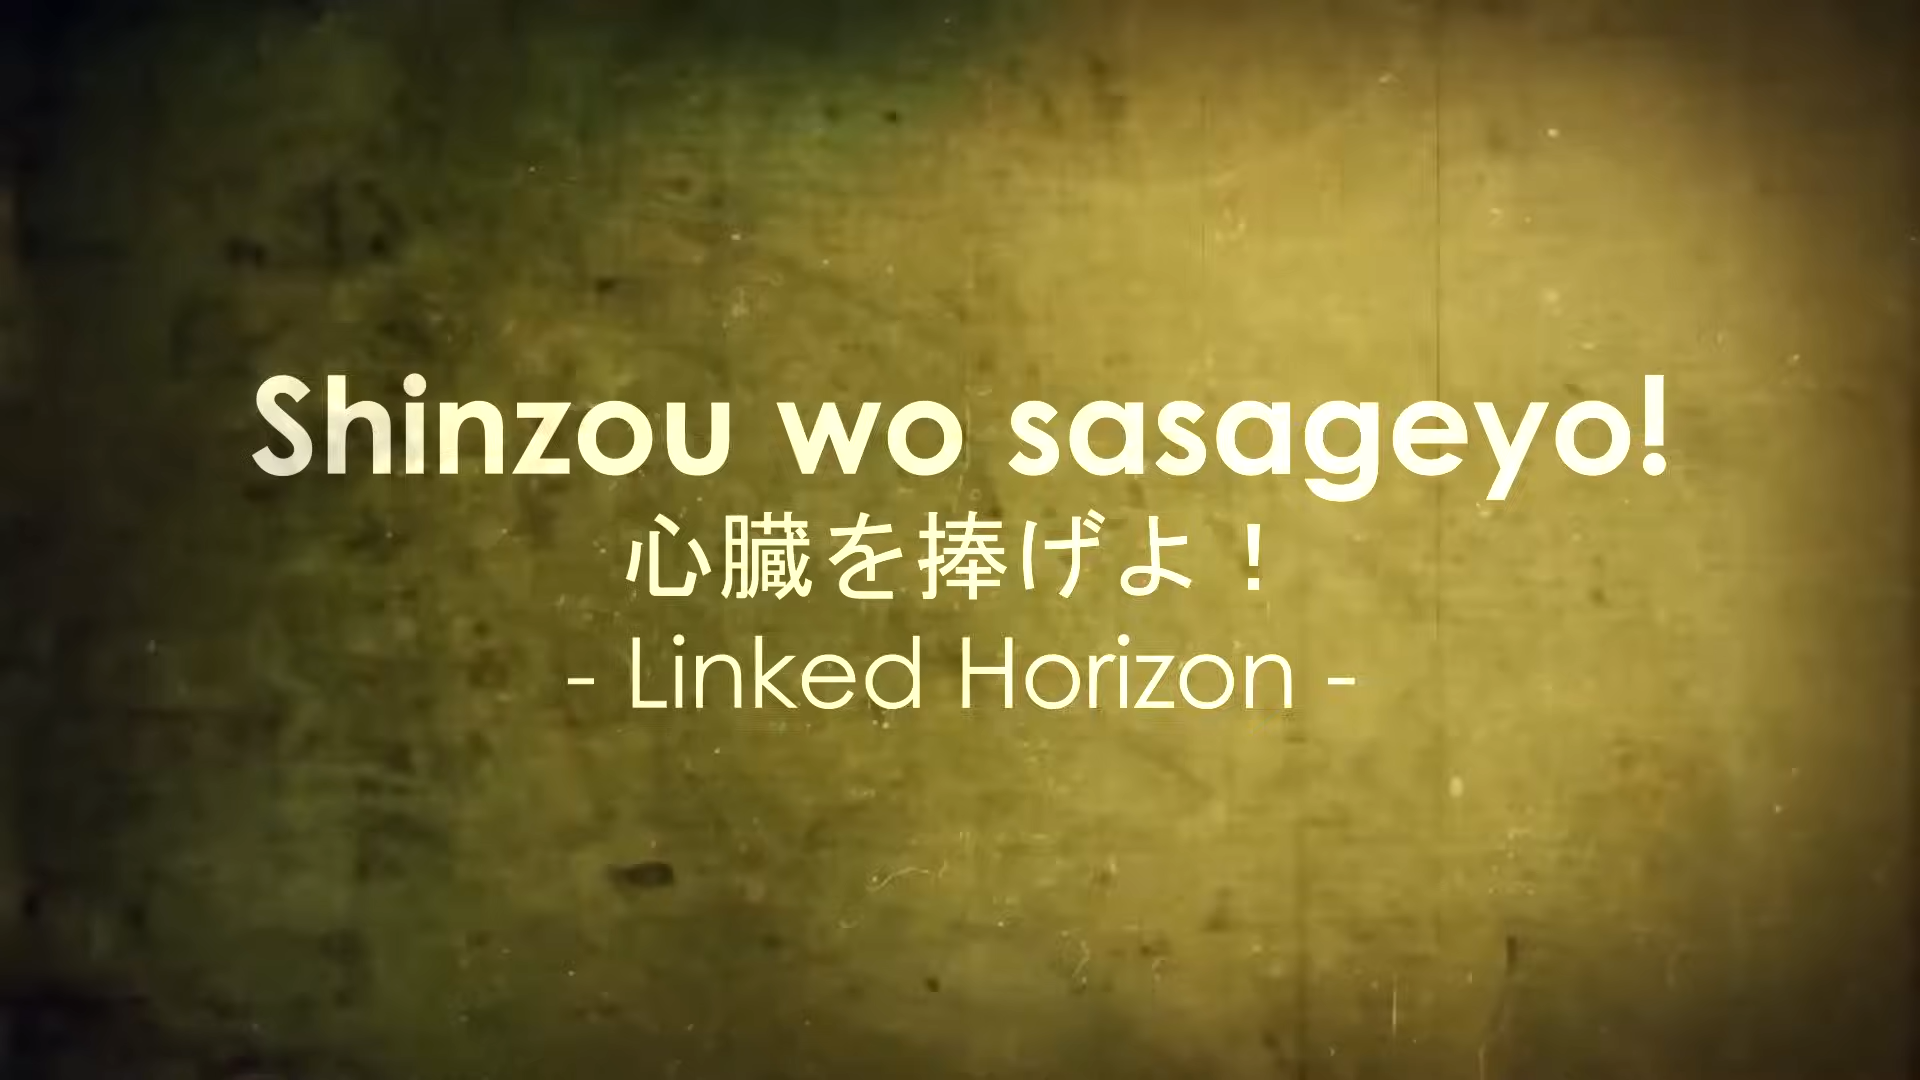 Shinzou wo sasageyo!
心臓を捧げよ！
- Linked Horizon -